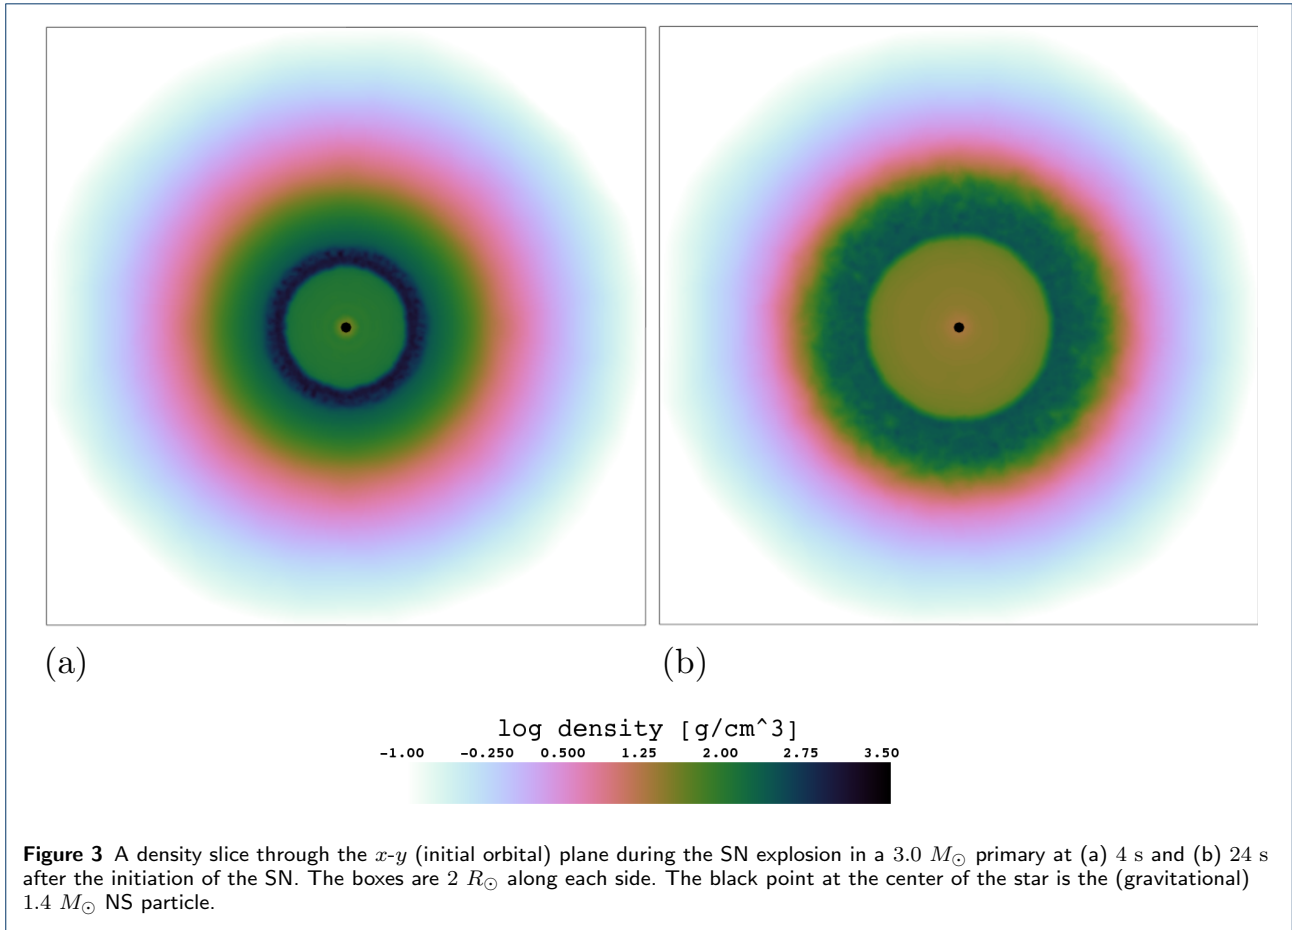 (a)
(b)
log density [g/cm^3]
-1.00 -0.250 0.500 1.25 2.00 2.75 3.50
Figure 3 A density slice through the x-y (initial orbital) plane during the SN explosion in a 3.0 M⊙ primary at (a) 4 s and (b) 24 s
after the initiation of the SN. The boxes are 2 R⊙ along each side. The black point at the center of the star is the (gravitational)
1.4 M⊙ NS particle.